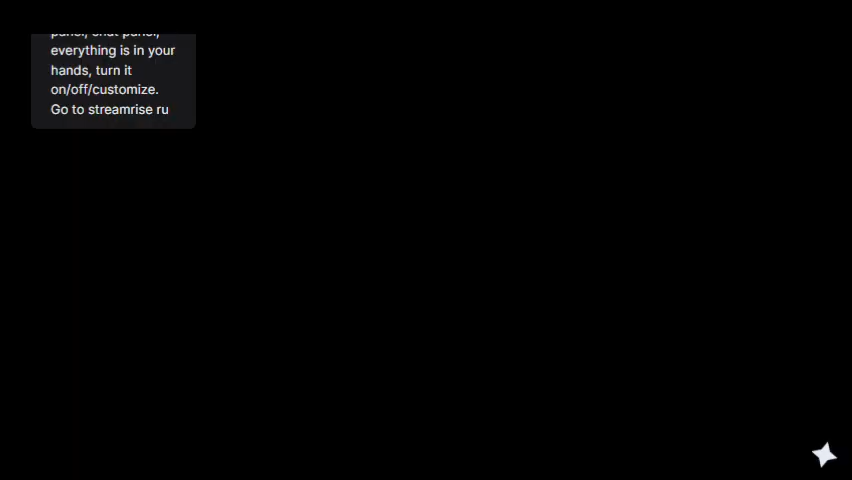 everything is in your
hands, turn it
on/off/customize.
Go to streamrise ru